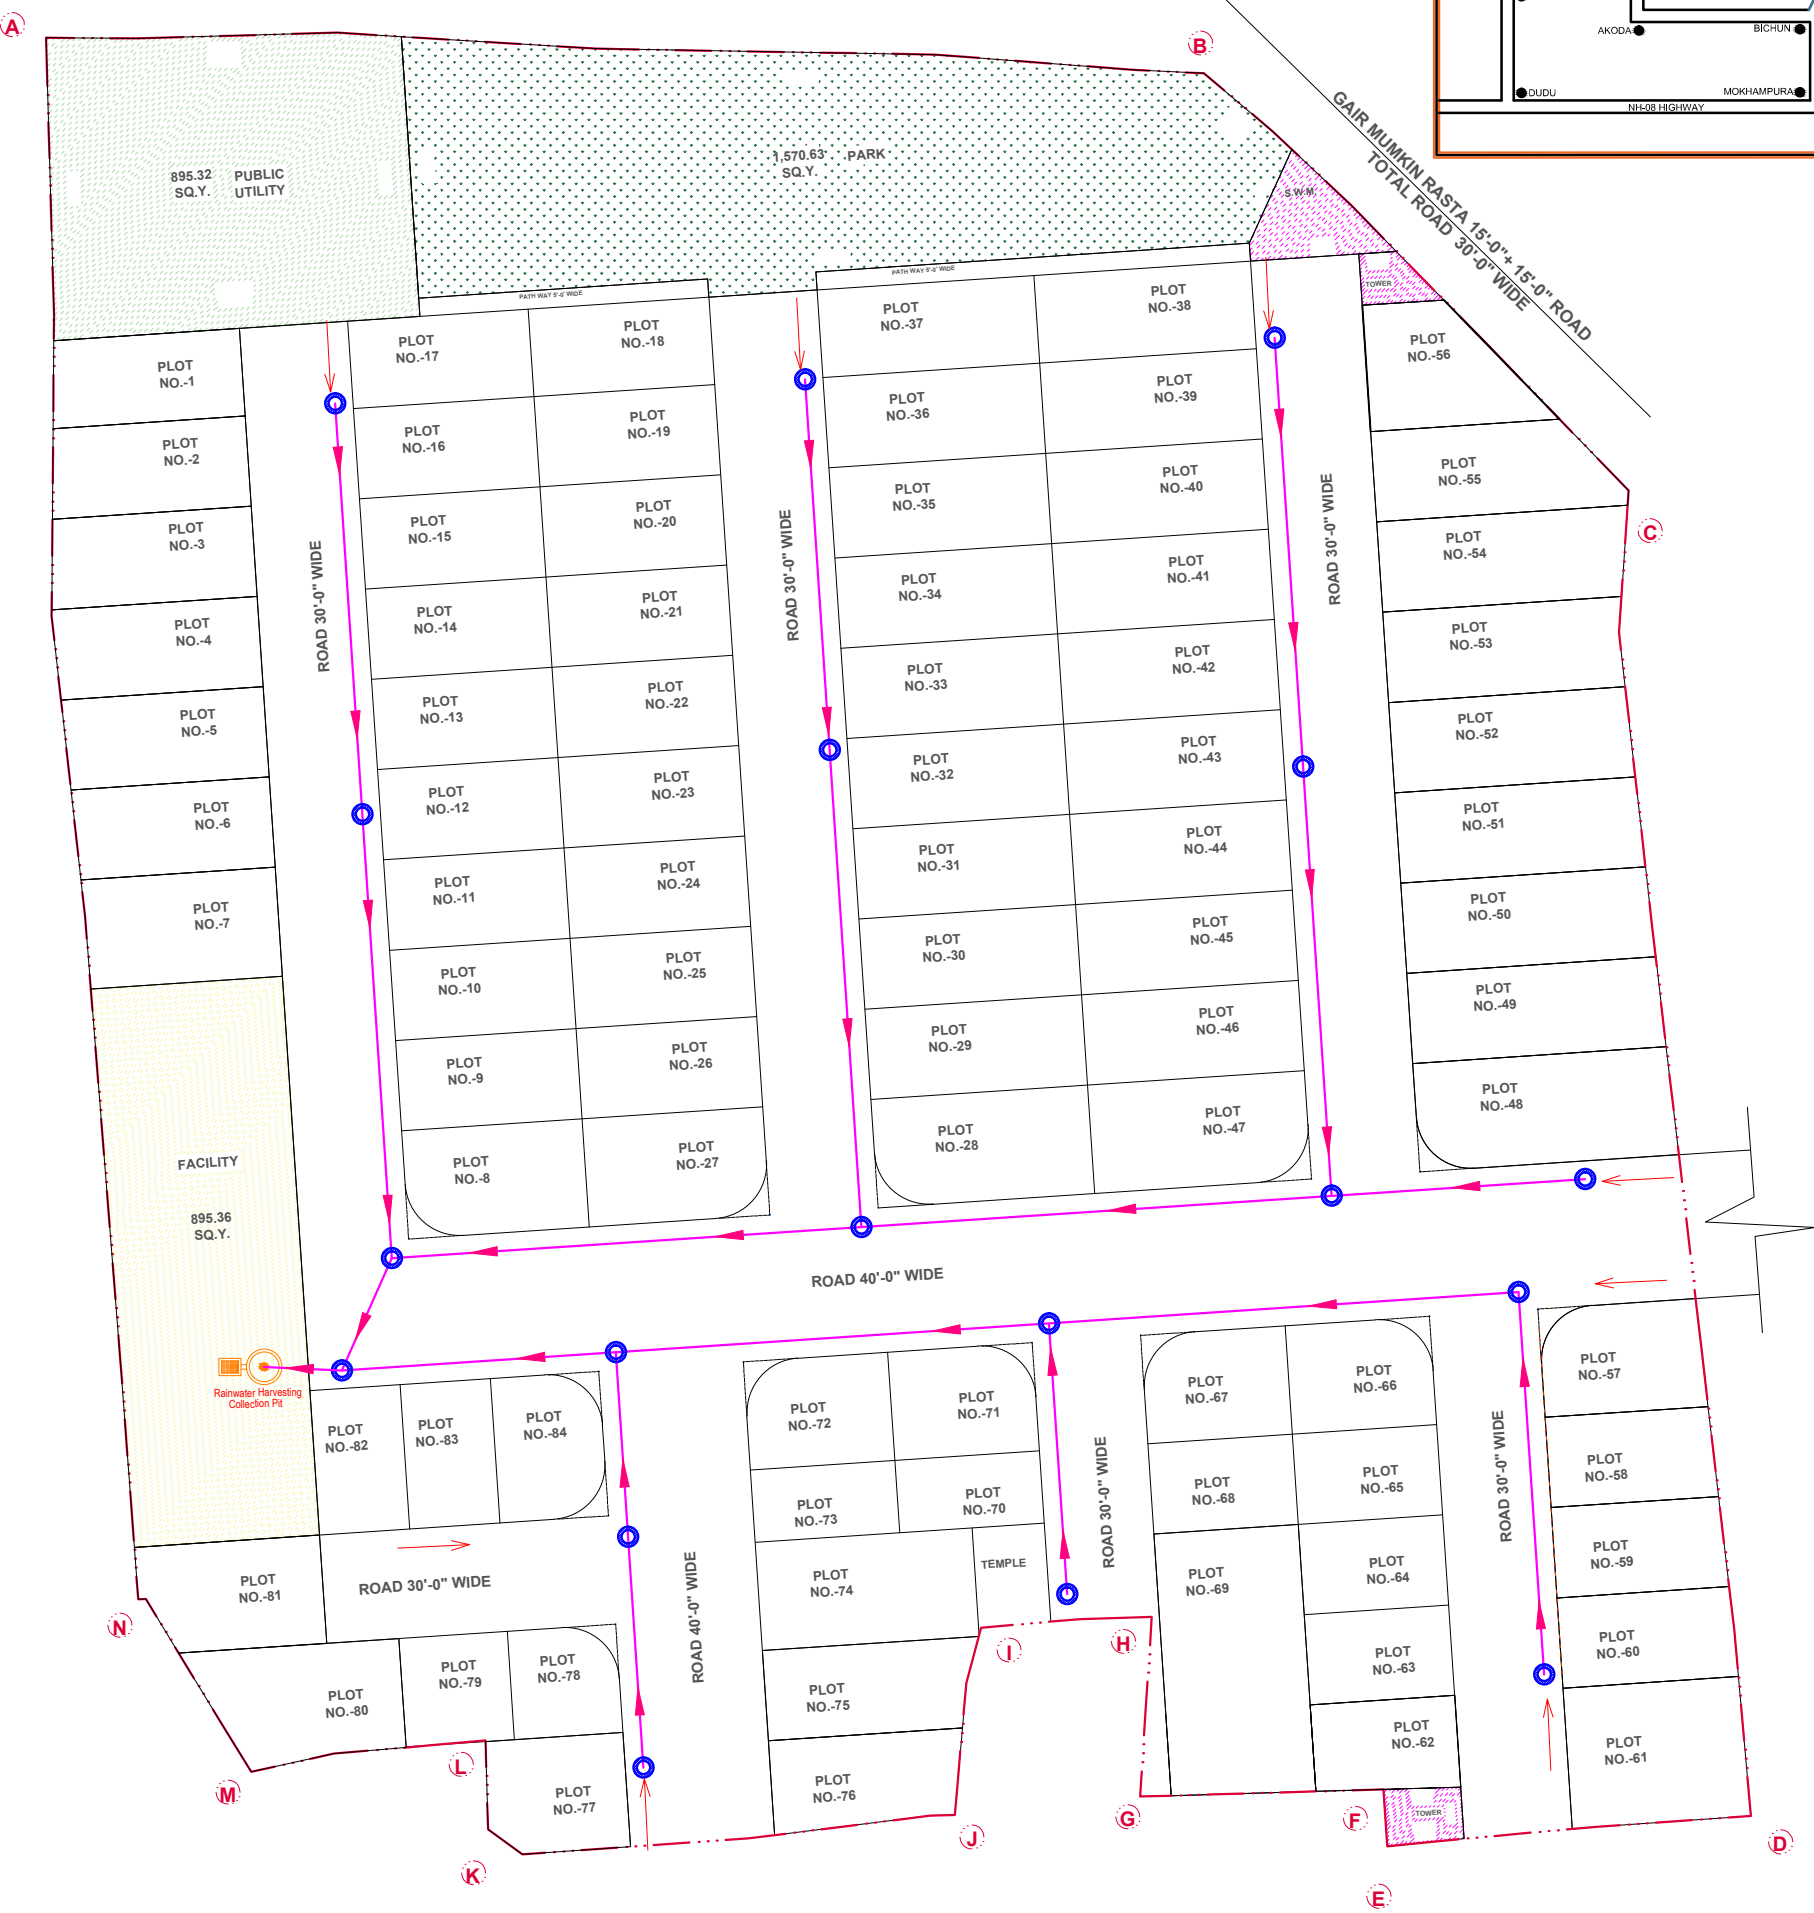 A
B
AKODA
BICHUN
DUDU
MOKHAMPURA
NH-08 HIGHWAY
GAIR MUMKIN RASTA 15'-0"+ 15'-0" ROAD
TOTAL ROAD 30'-0" WIDE
895.32 PUBLIC
SQ.Y. UTILITY
1,570.63 PARK
SQ.Y.
S.W.M.
TOWER
PATH WAY 5'-0" WIDE
PATH WAY 5'-0" WIDE
PLOT
NO.-1
PLOT
NO.-2
PLOT
NO.-3
PLOT
NO.-4
PLOT
NO.-5
PLOT
NO.-6
PLOT
NO.-7
ROAD 30'-0" WIDE
PLOT
NO.-17
PLOT
NO.-16
PLOT
NO.-15
PLOT
NO.-14
PLOT
NO.-13
PLOT
NO.-12
PLOT
NO.-11
PLOT
NO.-10
PLOT
NO.-9
PLOT
NO.-8
PLOT
NO.-18
PLOT
NO.-19
PLOT
NO.-20
PLOT
NO.-21
PLOT
NO.-22
PLOT
NO.-23
PLOT
NO.-24
PLOT
NO.-25
PLOT
NO.-26
PLOT
NO.-27
ROAD 30'-0" WIDE
PLOT
NO.-37
PLOT
NO.-36
PLOT
NO.-35
PLOT
NO.-34
PLOT
NO.-33
PLOT
NO.-32
PLOT
NO.-31
PLOT
NO.-30
PLOT
NO.-29
PLOT
NO.-28
PLOT
NO.-38
PLOT
NO.-39
PLOT
NO.-40
PLOT
NO.-41
PLOT
NO.-42
PLOT
NO.-43
PLOT
NO.-44
PLOT
NO.-45
PLOT
NO.-46
PLOT
NO.-47
ROAD 30'-0" WIDE
PLOT
NO.-56
PLOT
NO.-55
PLOT
NO.-54
PLOT
NO.-53
PLOT
NO.-52
PLOT
NO.-51
PLOT
NO.-50
PLOT
NO.-49
PLOT
NO.-48
C
FACILITY
895.36
SQ.Y.
ROAD 40'-0" WIDE
Rainwater Harvesting
Collection Pit
PLOT
NO.-82
PLOT
NO.-83
PLOT
NO.-84
PLOT
NO.-81
ROAD 30'-0" WIDE
PLOT
NO.-80
PLOT
NO.-79
PLOT
NO.-78
PLOT
NO.-77
ROAD 40'-0" WIDE
PLOT
NO.-72
PLOT
NO.-71
PLOT
NO.-73
PLOT
NO.-70
PLOT
NO.-74
TEMPLE
PLOT
NO.-75
PLOT
NO.-76
ROAD 30'-0" WIDE
PLOT
NO.-67
PLOT
NO.-66
PLOT
NO.-68
PLOT
NO.-65
PLOT
NO.-69
PLOT
NO.-64
PLOT
NO.-63
PLOT
NO.-62
TOWER
ROAD 30'-0" WIDE
PLOT
NO.-57
PLOT
NO.-58
PLOT
NO.-59
PLOT
NO.-60
PLOT
NO.-61
N
M
L
K
J
I
H
G
F
E
D